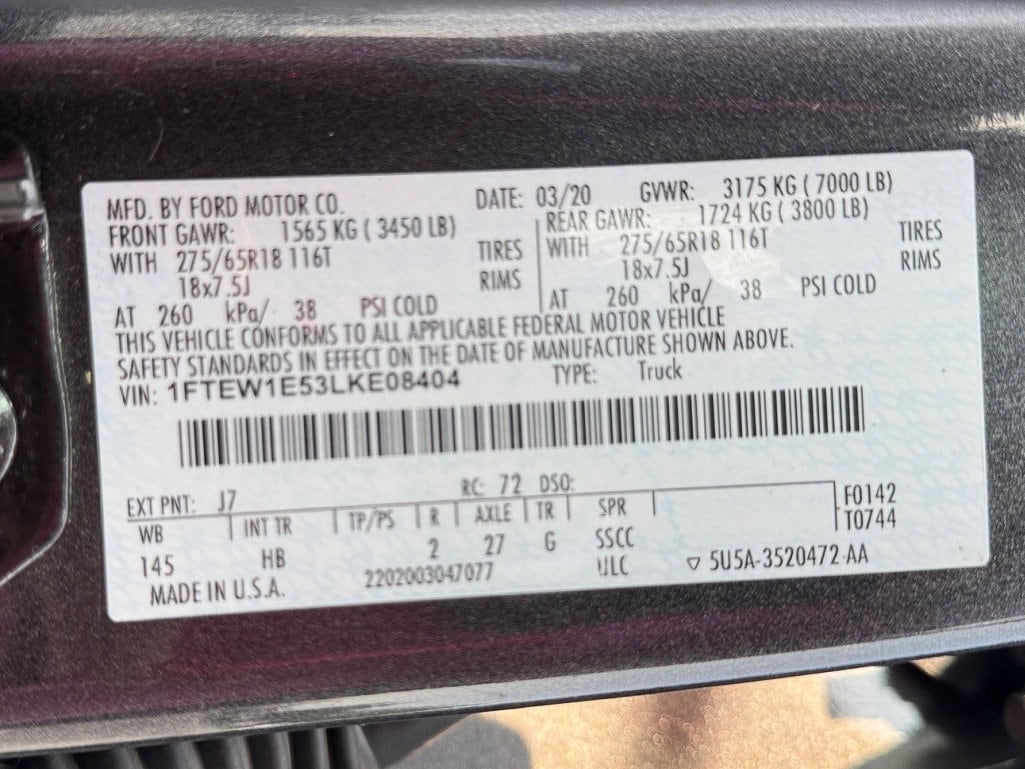 MFD. BY FORD MOTOR CO. DATE: 03/20 GVWR: 3175 KG ( 7000 LB)
FRONT GAWR: 1565 KG ( 3450 LB) REAR GAWR: 1724 KG ( 3800 LB)
WITH 275/65R18 116T TIRES WITH 275/65R18 116T TIRES
18x7.5J RIMS 18x7.5J RIMS
AT 260 kPa/ 38 PSI COLD AT 260 kPa/ 38 PSI COLD
THIS VEHICLE CONFORMS TO ALL APPLICABLE FEDERAL MOTOR VEHICLE
SAFETY STANDARDS IN EFFECT ON THE DATE OF MANUFACTURE SHOWN ABOVE.
VIN: 1FTEW1E53LKE08404 TYPE: Truck
EXT PNT: J7 RC: 72 DSO:
WB INT TR TP/PS R AXLE TR SPR F0142
T0744
145 HB 2 27 G SSCC
MADE IN U.S.A. 2202003047077 ULC ▽ 5U5A-3520472 AA